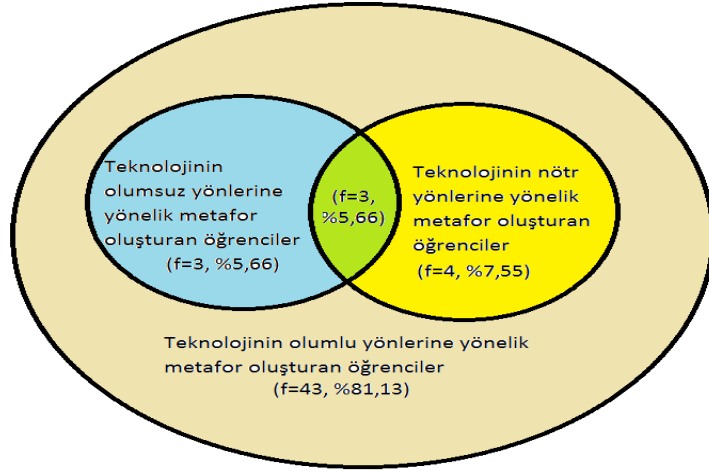 Teknolojinin
olumsuz yönlerine
yönelik metafor
oluşturan öğrenciler
(f=3, %5,66)
(f=3,
%5,66)
Teknolojinin nötr
yönlerine yönelik
metafor oluşturan
öğrenciler
(f=4, %7,55)
Teknolojinin olumlu yönlerine yönelik
metafor oluşturan öğrenciler
(f=43, %81,13)